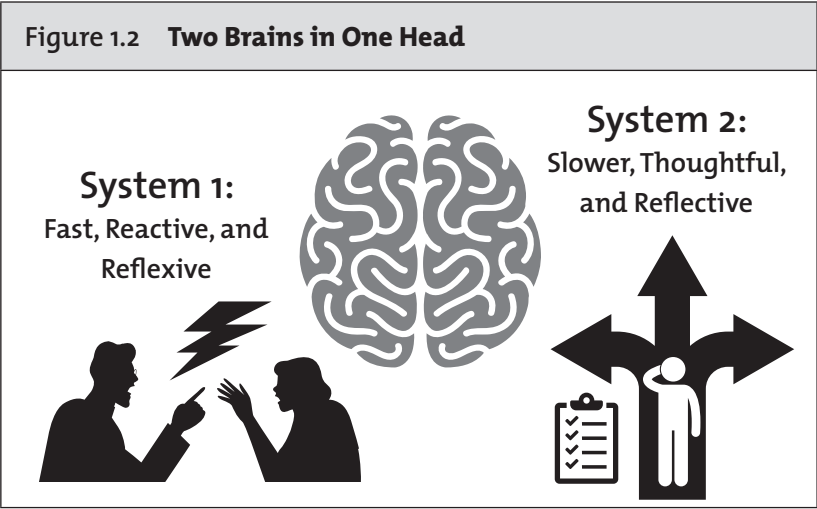 Figure 1.2 Two Brains in One Head
System 1:
Fast, Reactive, and
Reflexive
System 2:
Slower, Thoughtful,
and Reflective